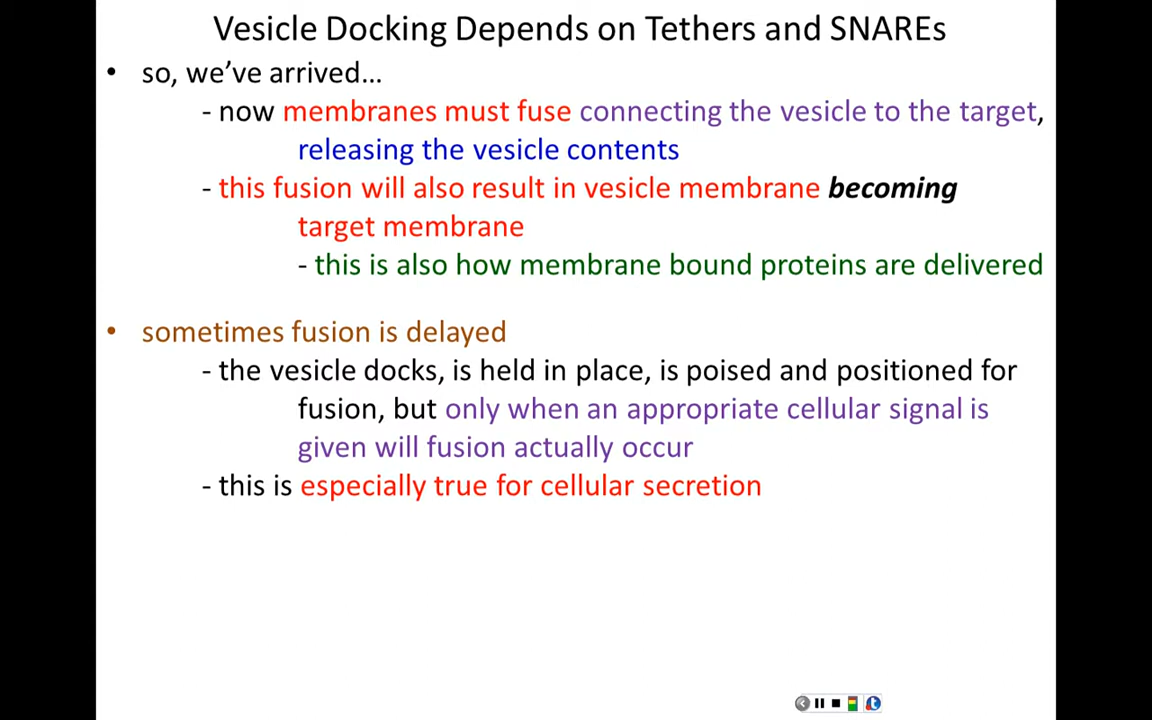 Vesicle Docking Depends on Tethers and SNAREs
• so, we’ve arrived…
- now membranes must fuse connecting the vesicle to the target,
releasing the vesicle contents
- this fusion will also result in vesicle membrane becoming
target membrane
- this is also how membrane bound proteins are delivered
• sometimes fusion is delayed
- the vesicle docks, is held in place, is poised and positioned for
fusion, but only when an appropriate cellular signal is
given will fusion actually occur
- this is especially true for cellular secretion